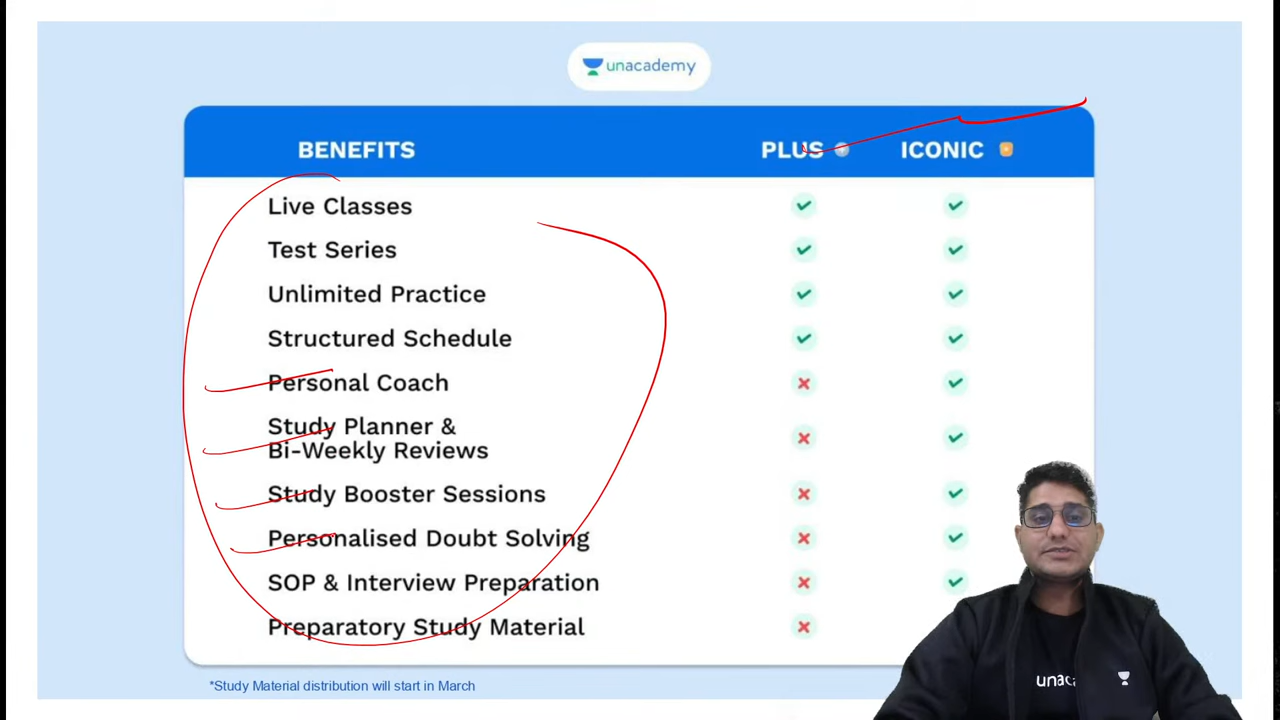 unacademy
BENEFITS PLUS ICONIC
Live Classes
Test Series
Unlimited Practice
Structured Schedule
Personal Coach
Study Planner &
Bi-Weekly Reviews
Study Booster Sessions
Personalised Doubt Solving
SOP & Interview Preparation
Preparatory Study Material
*Study Material distribution will start in March